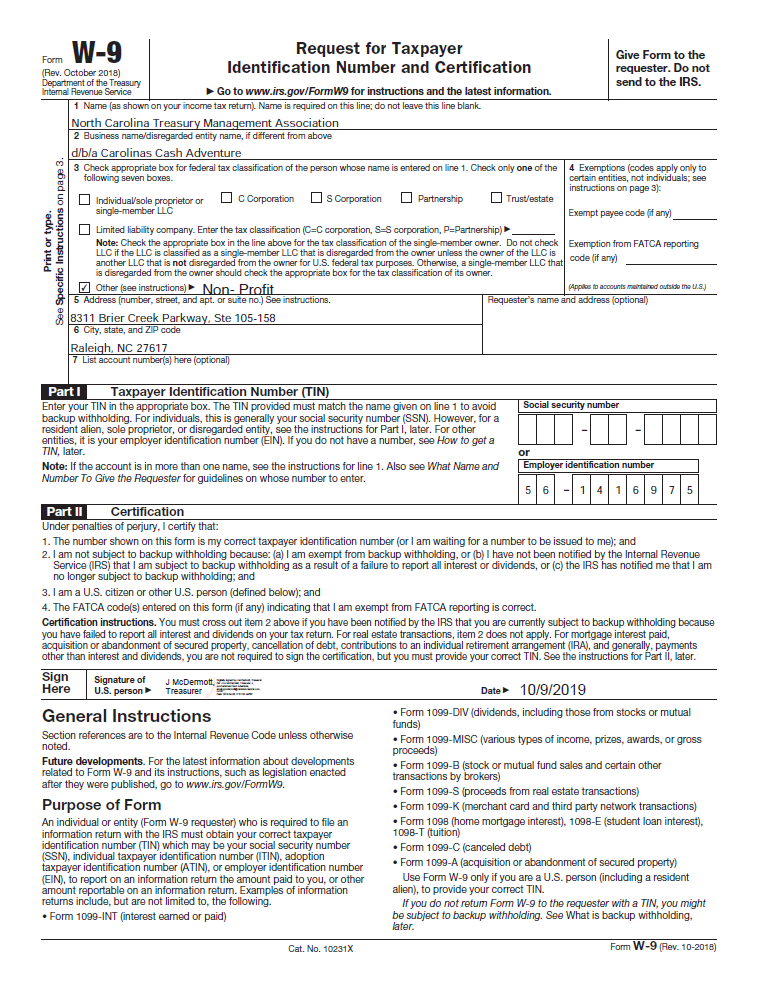 Form W-9
(Rev. October 2018)
Department of the Treasury
Internal Revenue Service
Request for Taxpayer
Identification Number and Certification
▶ Go to www.irs.gov/FormW9 for instructions and the latest information.
Give Form to the
requester. Do not
send to the IRS.
Print or type.
See Specific Instructions on page 3.
1 Name (as shown on your income tax return). Name is required on this line; do not leave this line blank.
North Carolina Treasury Management Association
2 Business name/disregarded entity name, if different from above
d/b/a Carolinas Cash Adventure
3 Check appropriate box for federal tax classification of the person whose name is entered on line 1. Check only one of the
following seven boxes.
Individual/sole proprietor or
single-member LLC
C Corporation
S Corporation
Partnership
Trust/estate
Limited liability company. Enter the tax classification (C=C corporation, S=S corporation, P=Partnership) ▶
Note: Check the appropriate box in the line above for the tax classification of the single-member owner. Do not check
LLC if the LLC is classified as a single-member LLC that is disregarded from the owner unless the owner of the LLC is
another LLC that is not disregarded from the owner for U.S. federal tax purposes. Otherwise, a single-member LLC that
is disregarded from the owner should check the appropriate box for the tax classification of its owner.
✓ Other (see instructions) ▶ Non- Profit
4 Exemptions (codes apply only to
certain entities, not individuals; see
instructions on page 3):
Exempt payee code (if any)
Exemption from FATCA reporting
code (if any)
(Applies to accounts maintained outside the U.S.)
5 Address (number, street, and apt. or suite no.) See instructions.
8311 Brier Creek Parkway, Ste 105-158
Requester's name and address (optional)
6 City, state, and ZIP code
Raleigh, NC 27617
7 List account number(s) here (optional)
Part I Taxpayer Identification Number (TIN)
Enter your TIN in the appropriate box. The TIN provided must match the name given on line 1 to avoid
backup withholding. For individuals, this is generally your social security number (SSN). However, for a
resident alien, sole proprietor, or disregarded entity, see the instructions for Part I, later. For other
entities, it is your employer identification number (EIN). If you do not have a number, see How to get a
TIN, later.
Note: If the account is in more than one name, see the instructions for line 1. Also see What Name and
Number To Give the Requester for guidelines on whose number to enter.
Social security number
– –
or
Employer identification number
5 6 – 1 4 1 6 9 7 5
Part II Certification
Under penalties of perjury, I certify that:
1. The number shown on this form is my correct taxpayer identification number (or I am waiting for a number to be issued to me); and
2. I am not subject to backup withholding because: (a) I am exempt from backup withholding, or (b) I have not been notified by the Internal Revenue
Service (IRS) that I am subject to backup withholding as a result of a failure to report all interest or dividends, or (c) the IRS has notified me that I am
no longer subject to backup withholding; and
3. I am a U.S. citizen or other U.S. person (defined below); and
4. The FATCA code(s) entered on this form (if any) indicating that I am exempt from FATCA reporting is correct.
Certification instructions. You must cross out item 2 above if you have been notified by the IRS that you are currently subject to backup withholding because
you have failed to report all interest and dividends on your tax return. For real estate transactions, item 2 does not apply. For mortgage interest paid,
acquisition or abandonment of secured property, cancellation of debt, contributions to an individual retirement arrangement (IRA), and generally, payments
other than interest and dividends, you are not required to sign the certification, but you must provide your correct TIN. See the instructions for Part II, later.
Sign
Here
Signature of
U.S. person ▶
J McDermott,
Treasurer
Date ▶ 10/9/2019
General Instructions
Section references are to the Internal Revenue Code unless otherwise
noted.
Future developments. For the latest information about developments
related to Form W-9 and its instructions, such as legislation enacted
after they were published, go to www.irs.gov/FormW9.
Purpose of Form
An individual or entity (Form W-9 requester) who is required to file an
information return with the IRS must obtain your correct taxpayer
identification number (TIN) which may be your social security number
(SSN), individual taxpayer identification number (ITIN), adoption
taxpayer identification number (ATIN), or employer identification number
(EIN), to report on an information return the amount paid to you, or other
amount reportable on an information return. Examples of information
returns include, but are not limited to, the following.
• Form 1099-INT (interest earned or paid)
• Form 1099-DIV (dividends, including those from stocks or mutual
funds)
• Form 1099-MISC (various types of income, prizes, awards, or gross
proceeds)
• Form 1099-B (stock or mutual fund sales and certain other
transactions by brokers)
• Form 1099-S (proceeds from real estate transactions)
• Form 1099-K (merchant card and third party network transactions)
• Form 1098 (home mortgage interest), 1098-E (student loan interest),
1098-T (tuition)
• Form 1099-C (canceled debt)
• Form 1099-A (acquisition or abandonment of secured property)
Use Form W-9 only if you are a U.S. person (including a resident
alien), to provide your correct TIN.
If you do not return Form W-9 to the requester with a TIN, you might
be subject to backup withholding. See What is backup withholding,
later.
Cat. No. 10231X
Form W-9 (Rev. 10-2018)